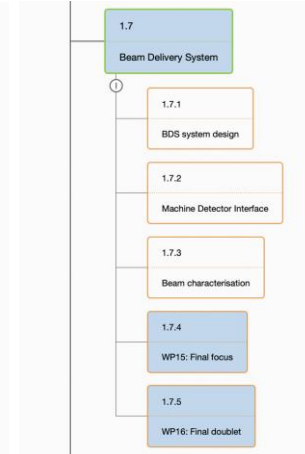 1.7
Beam Delivery System
1.7.1
BDS system design
1.7.2
Machine Detector Interface
1.7.3
Beam characterisation
1.7.4
WP15: Final focus
1.7.5
WP16: Final doublet